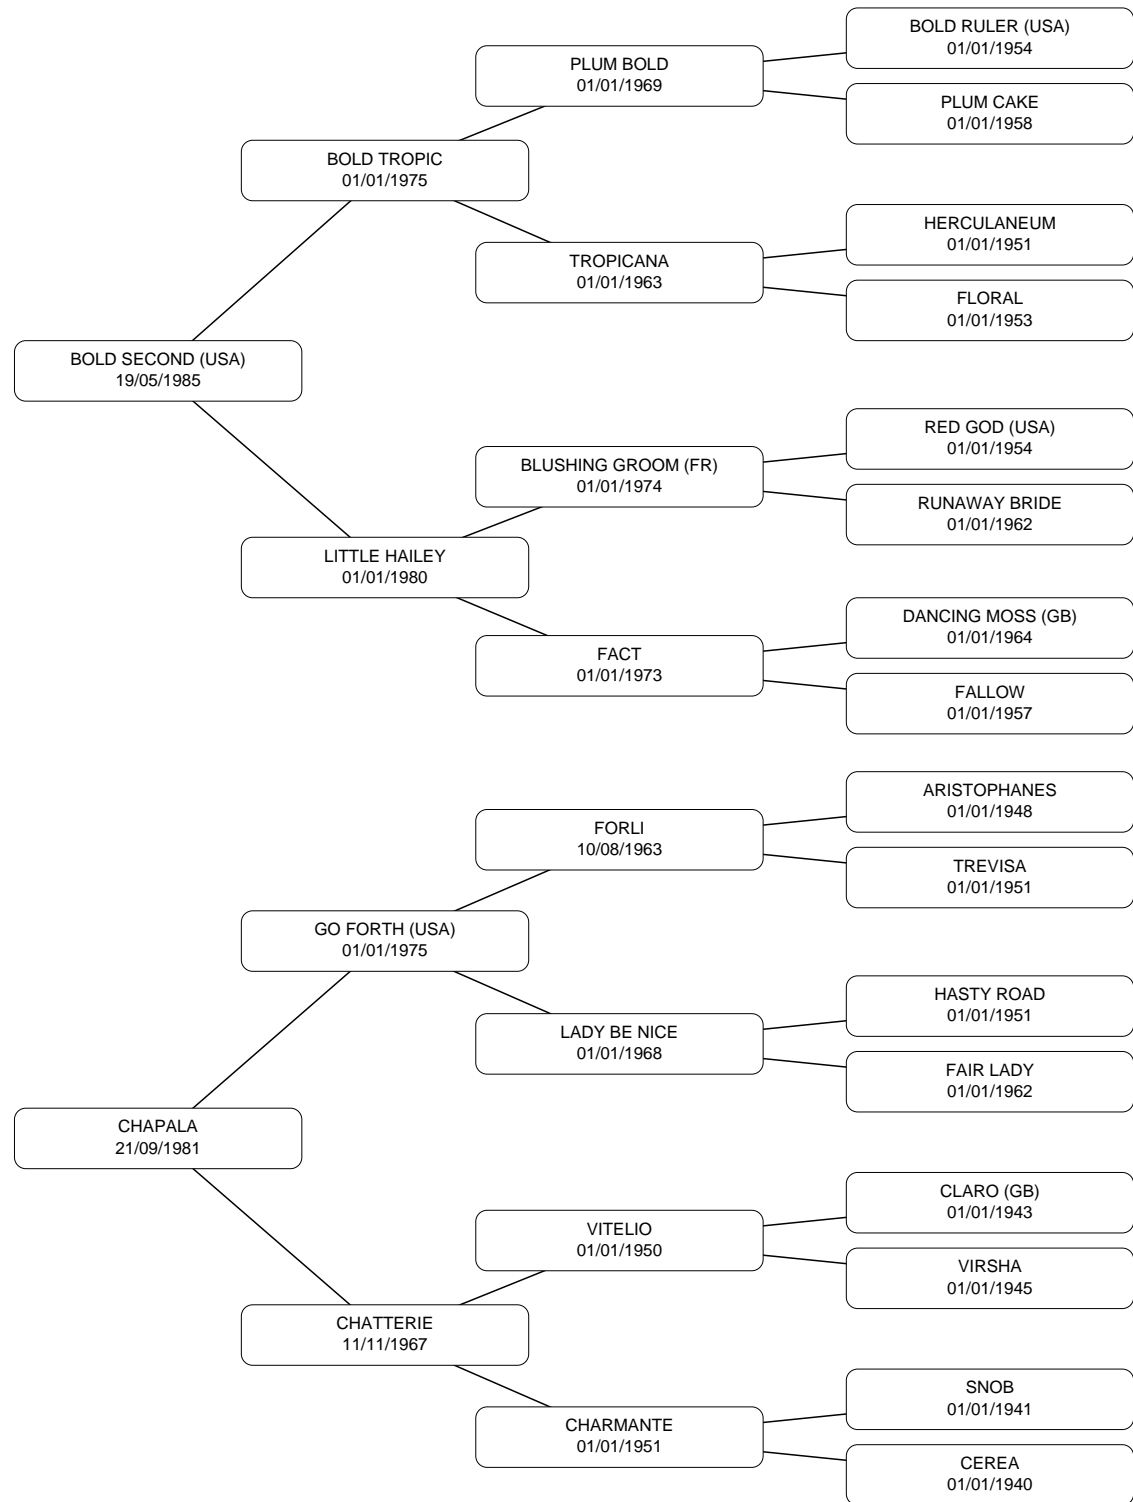 BOLD RULER (USA)
01/01/1954
PLUM BOLD
01/01/1969
PLUM CAKE
01/01/1958
BOLD TROPIC
01/01/1975
HERCULANEUM
01/01/1951
TROPICANA
01/01/1963
FLORAL
01/01/1953
BOLD SECOND (USA)
19/05/1985
RED GOD (USA)
01/01/1954
BLUSHING GROOM (FR)
01/01/1974
RUNAWAY BRIDE
01/01/1962
LITTLE HAILEY
01/01/1980
DANCING MOSS (GB)
01/01/1964
FACT
01/01/1973
FALLOW
01/01/1957
ARISTOPHANES
01/01/1948
FORLI
10/08/1963
TREVISA
01/01/1951
GO FORTH (USA)
01/01/1975
HASTY ROAD
01/01/1951
LADY BE NICE
01/01/1968
FAIR LADY
01/01/1962
CHAPALA
21/09/1981
CLARO (GB)
01/01/1943
VITELIO
01/01/1950
VIRSHA
01/01/1945
CHATTERIE
11/11/1967
SNOB
01/01/1941
CHARMANTE
01/01/1951
CEREA
01/01/1940